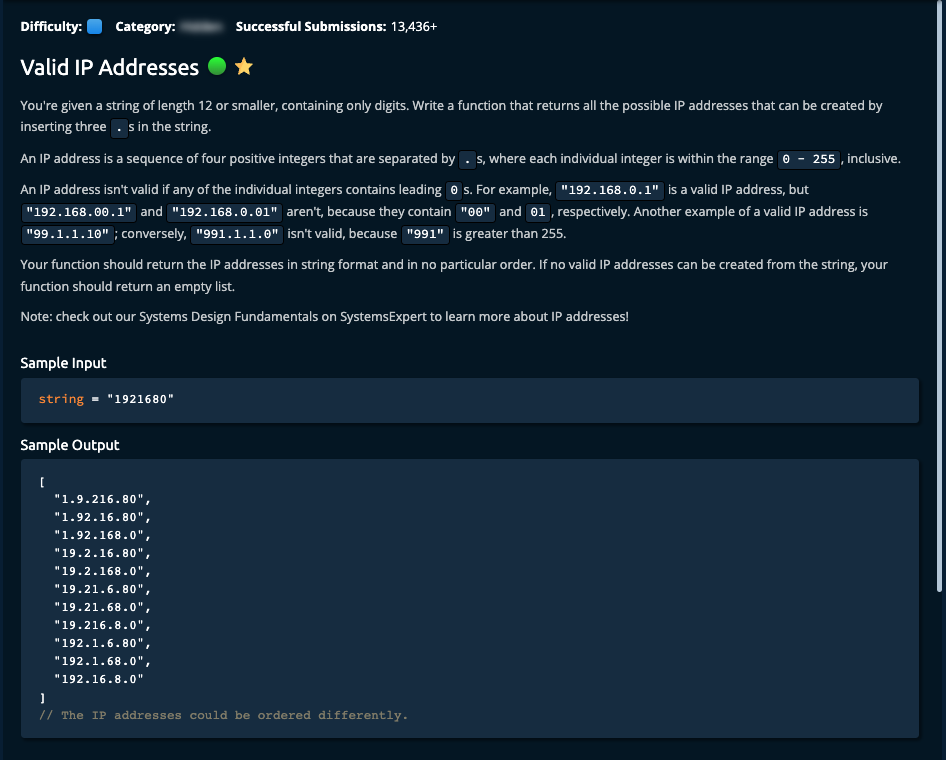 Difficulty: Category: Successful Submissions: 13,436+
Valid IP Addresses
You're given a string of length 12 or smaller, containing only digits. Write a function that returns all the possible IP addresses that can be created by
inserting three . s in the string.
An IP address is a sequence of four positive integers that are separated by . s, where each individual integer is within the range 0 - 255 , inclusive.
An IP address isn't valid if any of the individual integers contains leading 0 s. For example, "192.168.0.1" is a valid IP address, but
"192.168.00.1" and "192.168.0.01" aren't, because they contain "00" and 01 , respectively. Another example of a valid IP address is
"99.1.1.10" ; conversely, "991.1.1.0" isn't valid, because "991" is greater than 255.
Your function should return the IP addresses in string format and in no particular order. If no valid IP addresses can be created from the string, your
function should return an empty list.
Note: check out our Systems Design Fundamentals on SystemsExpert to learn more about IP addresses!
Sample Input
string = "1921680"
Sample Output
[
"1.9.216.80",
"1.92.16.80",
"1.92.168.0",
"19.2.16.80",
"19.2.168.0",
"19.21.6.80",
"19.21.68.0",
"19.216.8.0",
"192.1.6.80",
"192.1.68.0",
"192.16.8.0"
]
// The IP addresses could be ordered differently.